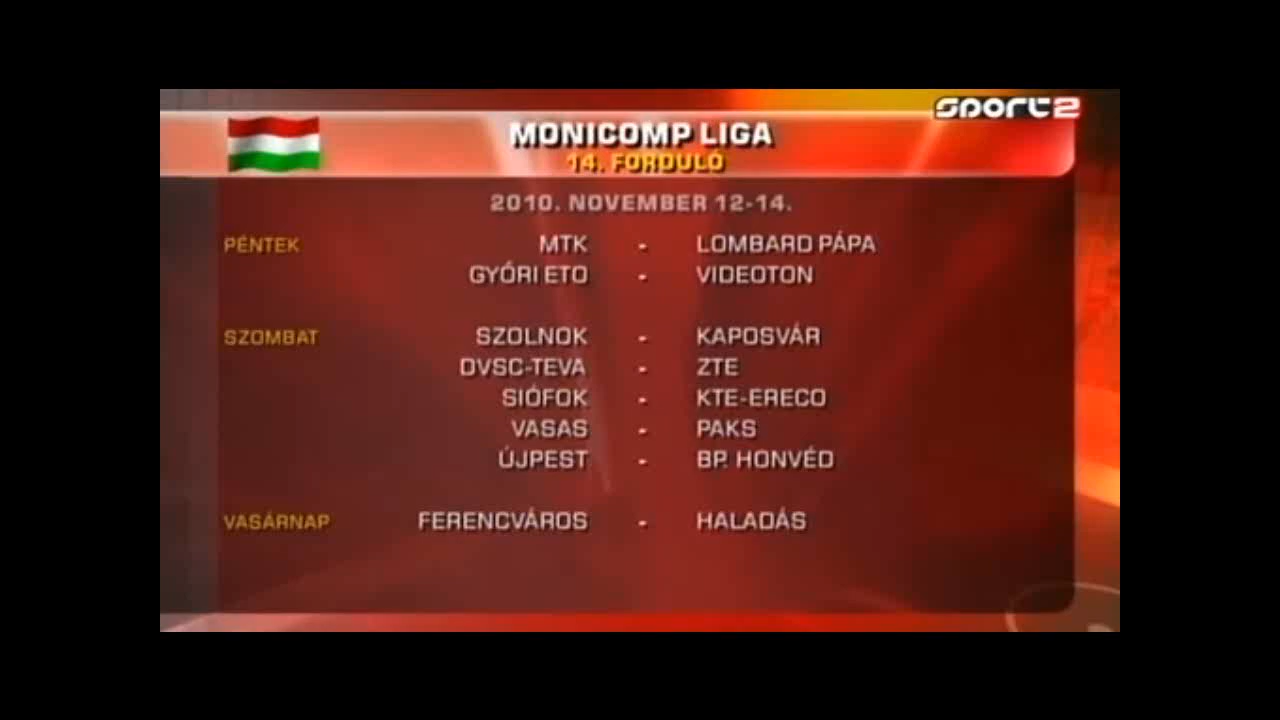 sport2
MONICOMP LIGA
14. FORDULÓ
2010. NOVEMBER 12-14.
PÉNTEK MTK - LOMBARD PÁPA
GYŐRI ETO - VIDEOTON
SZOMBAT SZOLNOK - KAPOSVÁR
DVSC-TEVA - ZTE
SIÓFOK - KTE-ERECO
VASAS - PAKS
ÚJPEST - BP. HONVÉD
VASÁRNAP FERENCVÁROS - HALADÁS